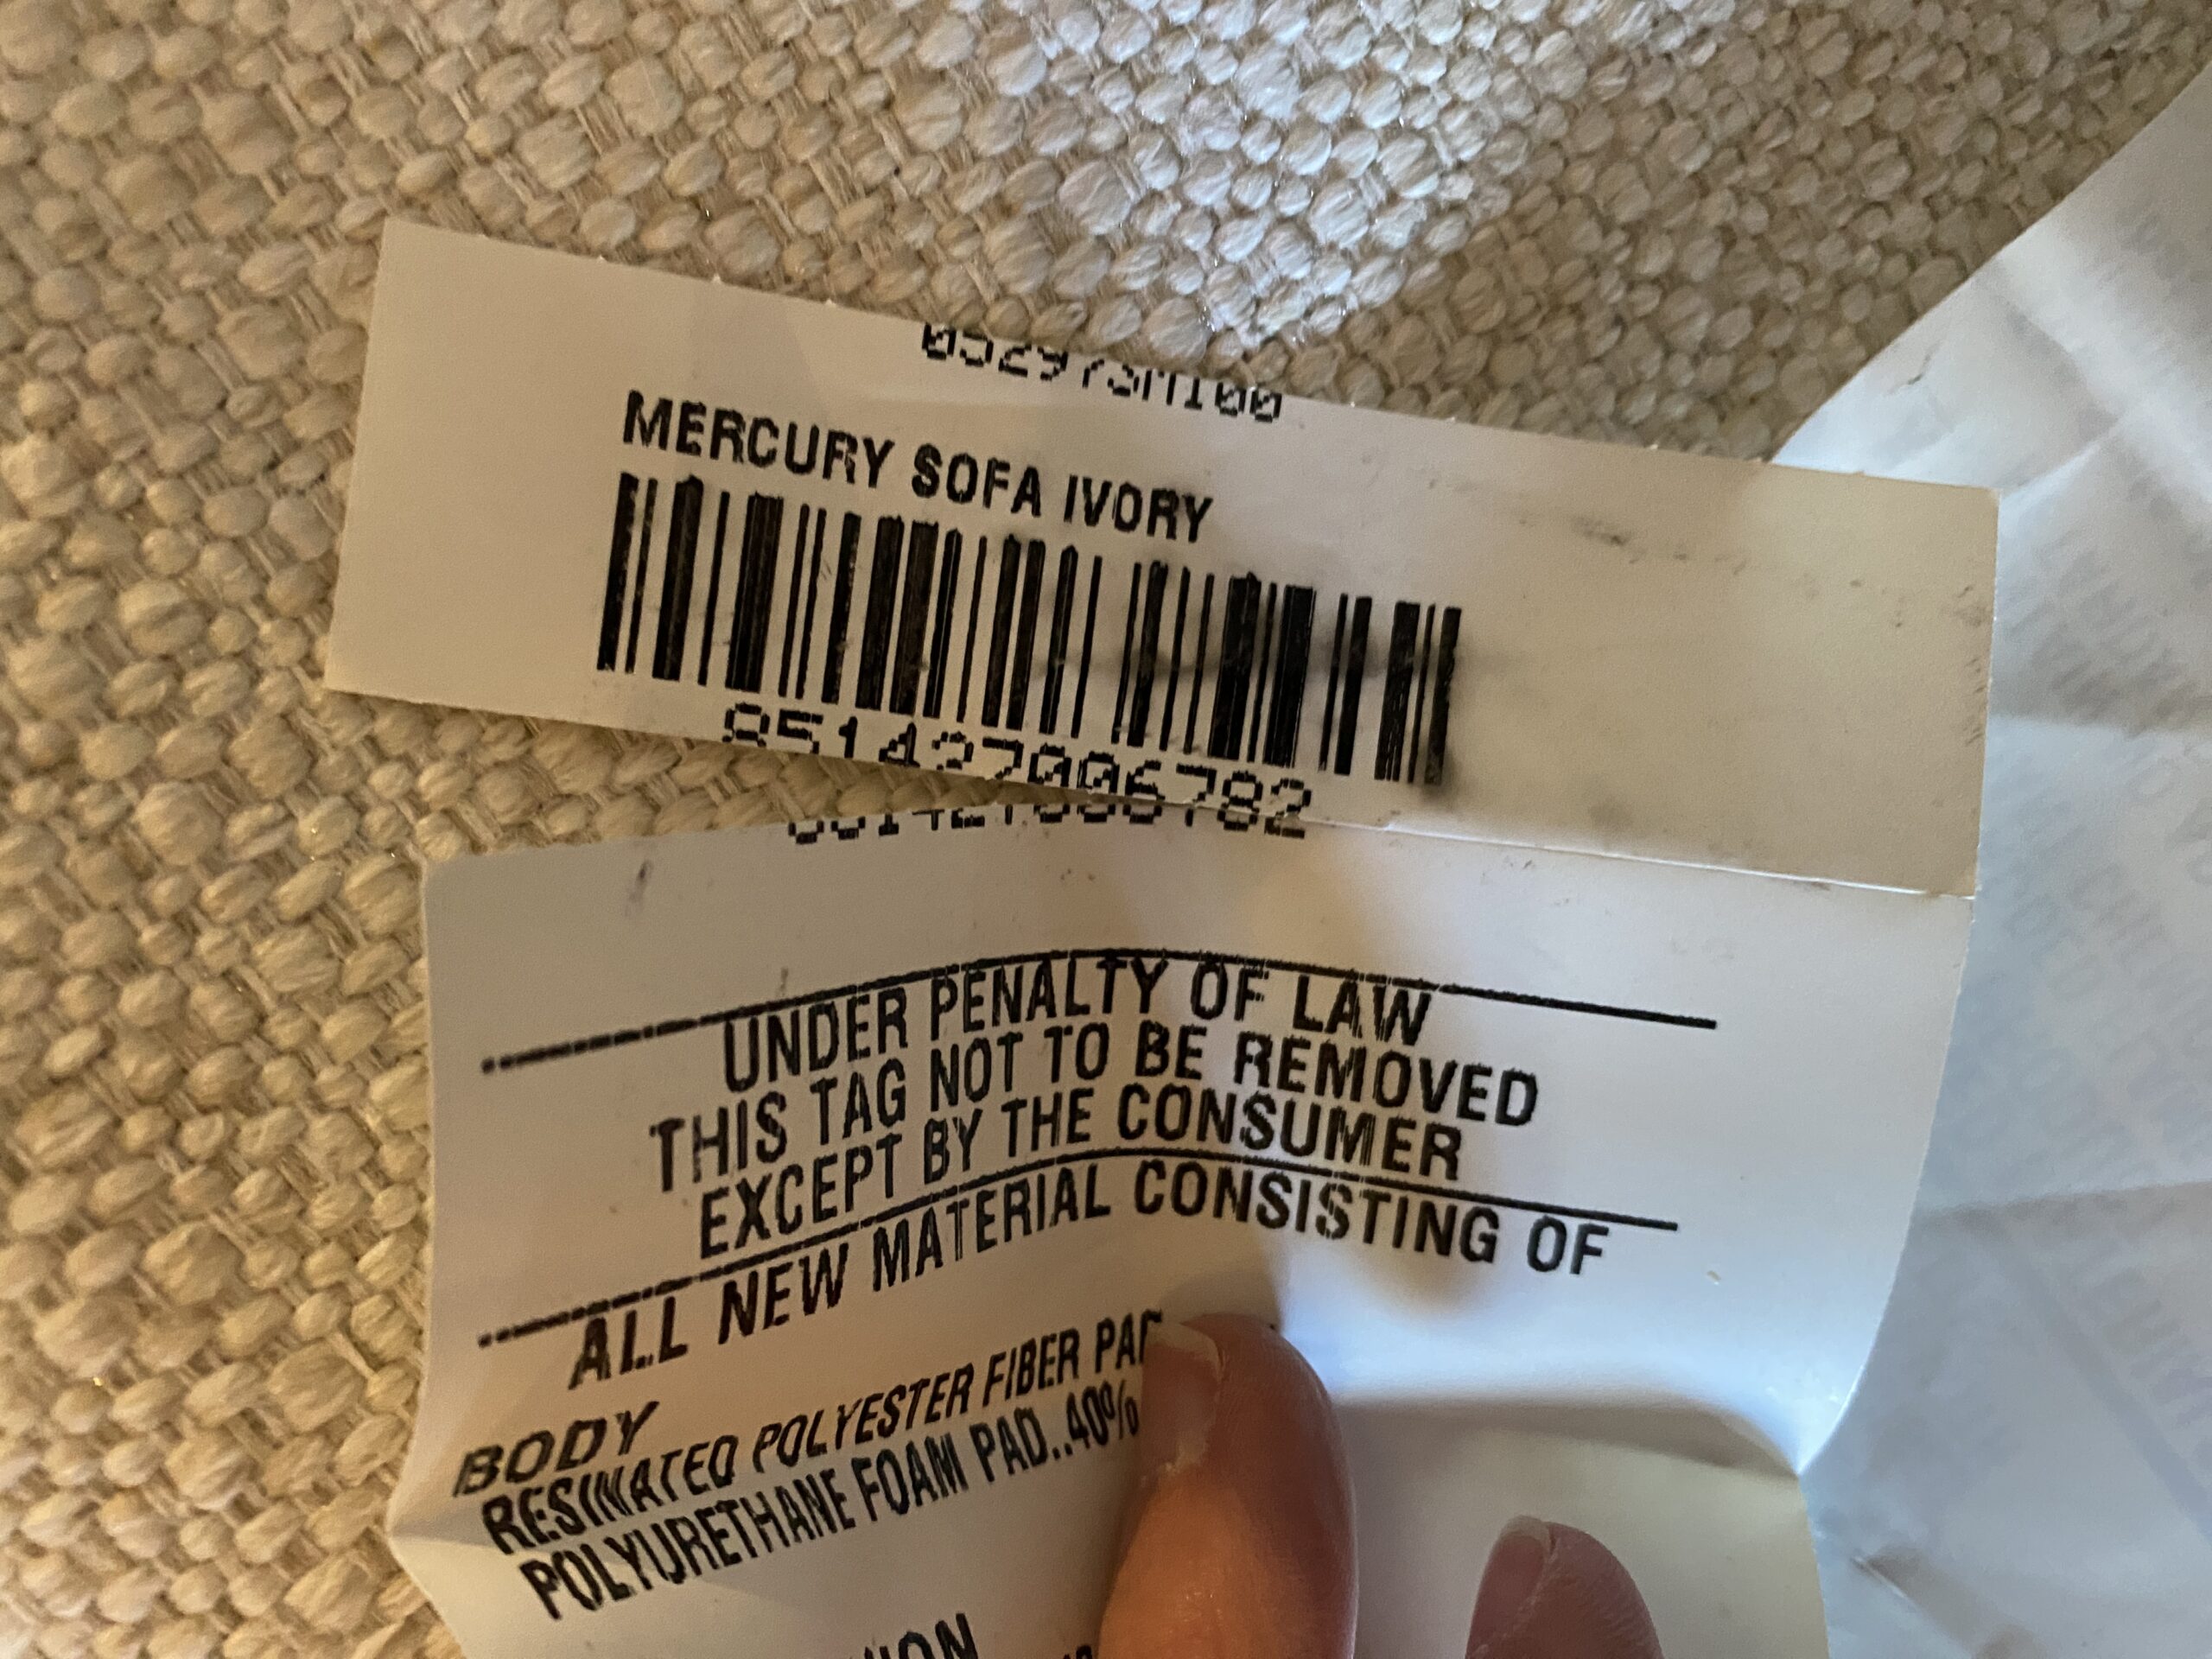 MERCURY SOFA IVORY
851427006782
UNDER PENALTY OF LAW
THIS TAG NOT TO BE REMOVED
EXCEPT BY THE CONSUMER
ALL NEW MATERIAL CONSISTING OF
BODY
RESINATED POLYESTER FIBER PAD
POLYURETHANE FOAM PAD..40%